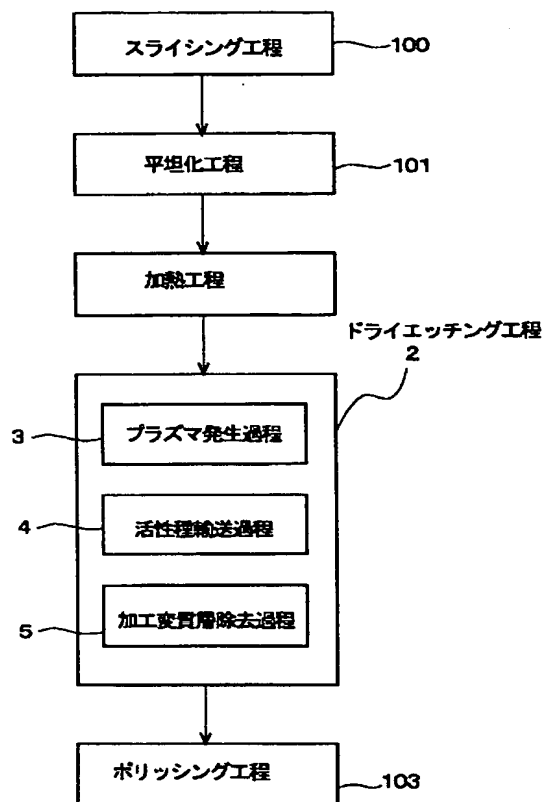 スライシング工程
100
平坦化工程
101
加熱工程
ドライエッチング工程
2
3
プラズマ発生過程
4
活性種輸送過程
5
加工変質層除去過程
ポリッシング工程
103